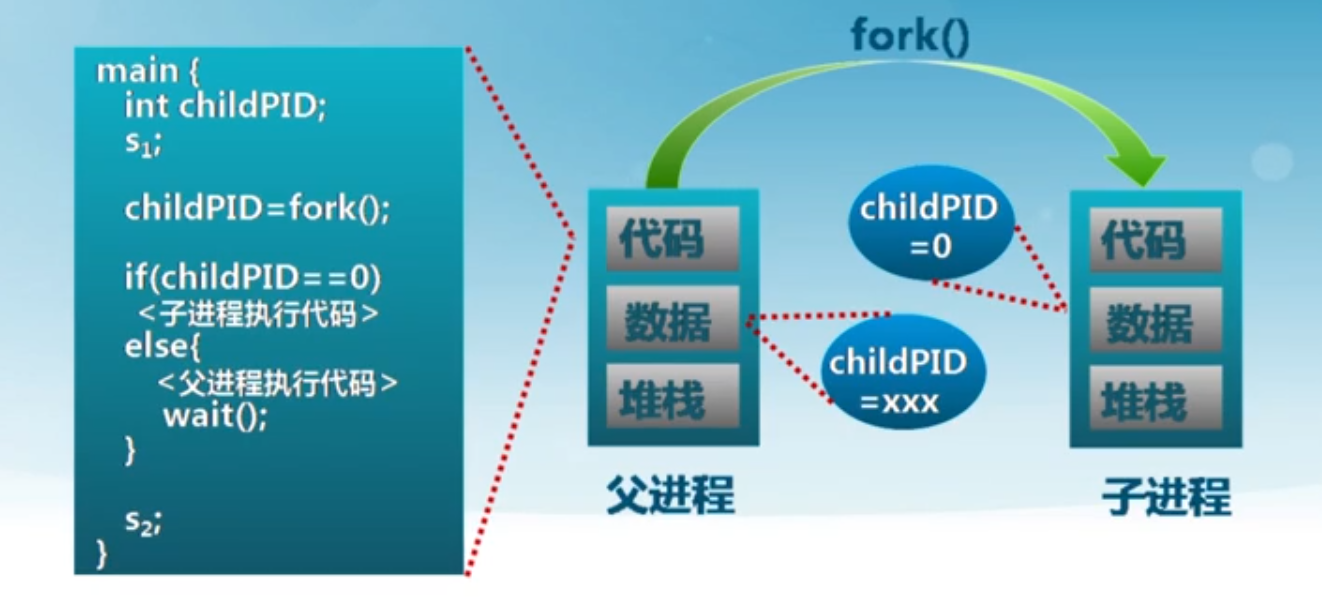 main {
int childPID;
s₁;
childPID=fork();
if(childPID==0)
<子进程执行代码>
else{
<父进程执行代码>
wait();
}
s₂;
}
fork()
代码
数据
堆栈
父进程
childPID
=0
childPID
=xxx
代码
数据
堆栈
子进程